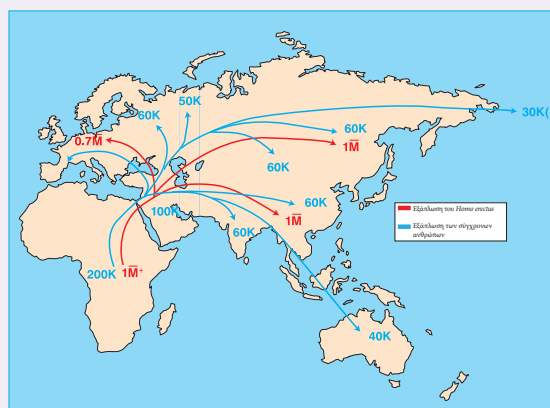 50K
60K
30K(
0.7M̅
60K
1M̅
60K
100K
60K
1M̅
60K
200K
1M̅+
40K
Εξάπλωση του Homo erectus
Εξάπλωση των σύγχρονων
ανθρώπων